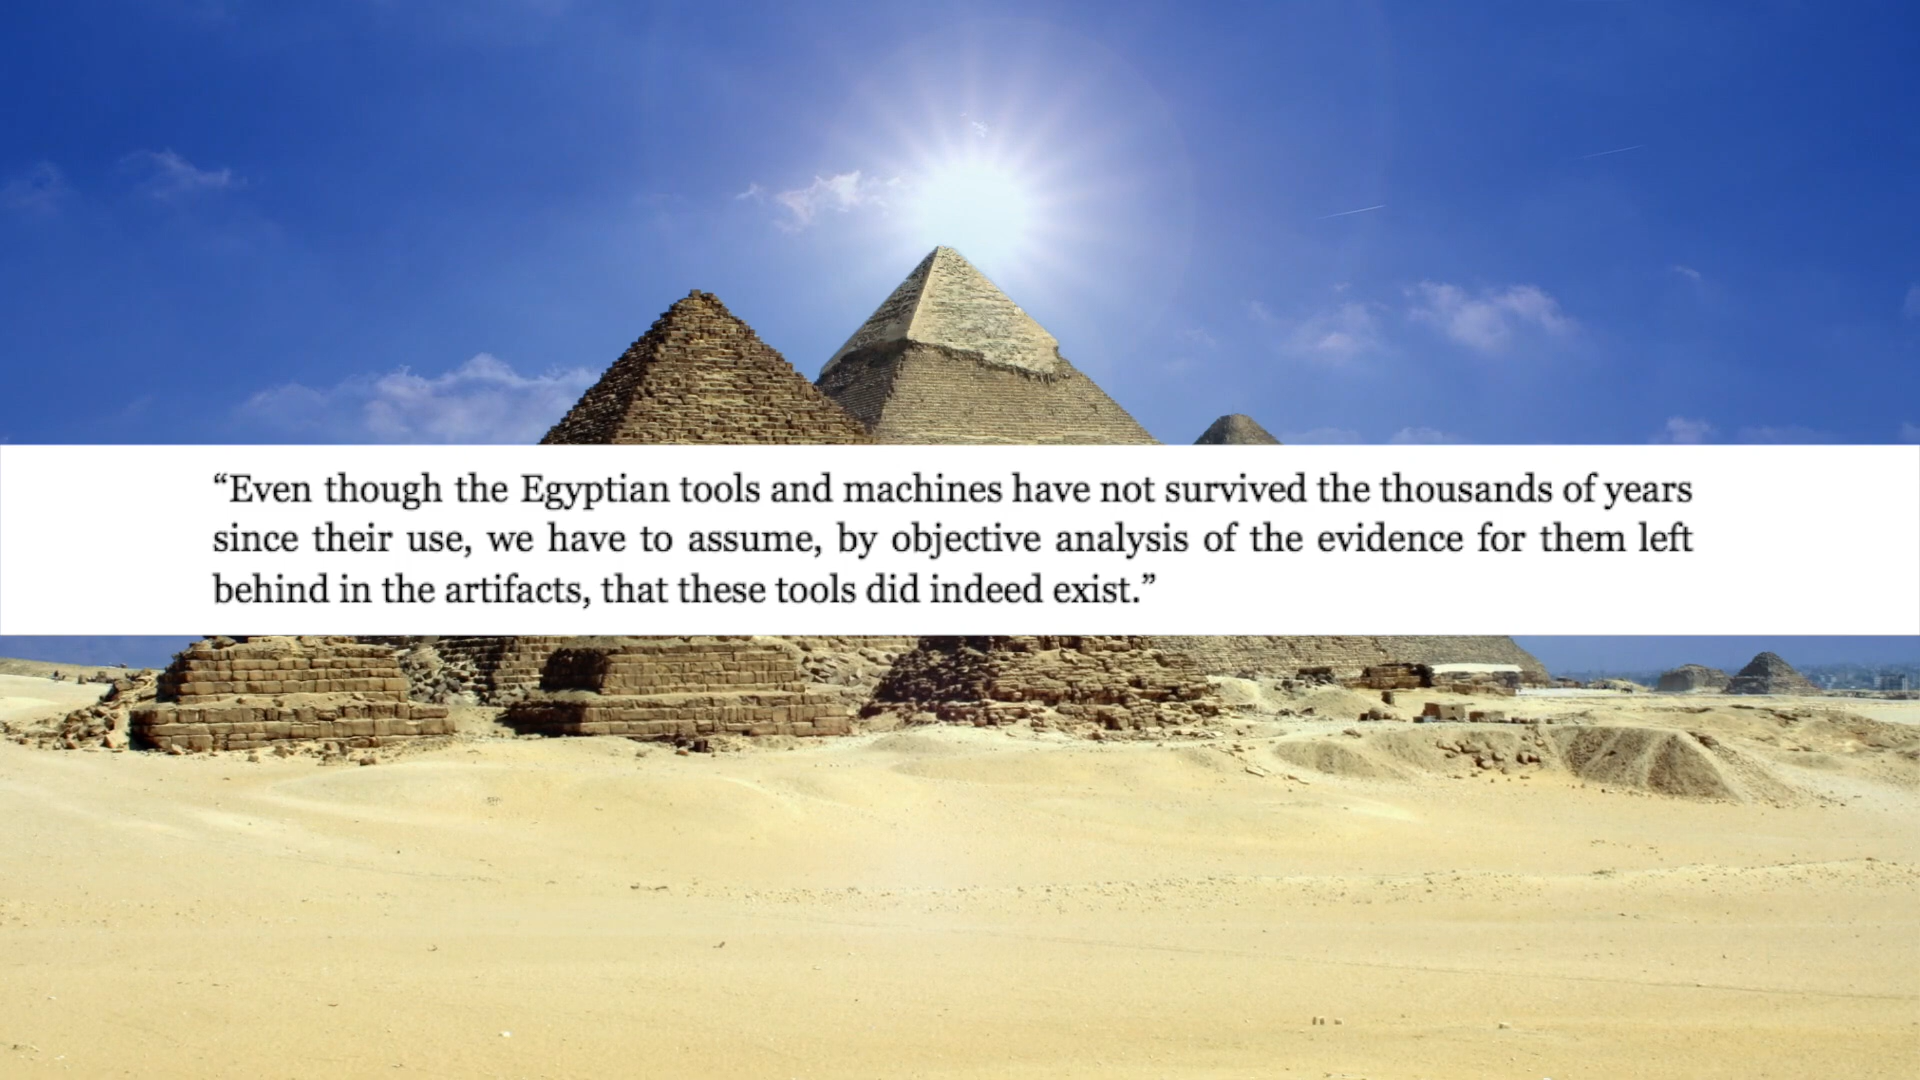 “Even though the Egyptian tools and machines have not survived the thousands of years
since their use, we have to assume, by objective analysis of the evidence for them left
behind in the artifacts, that these tools did indeed exist.”